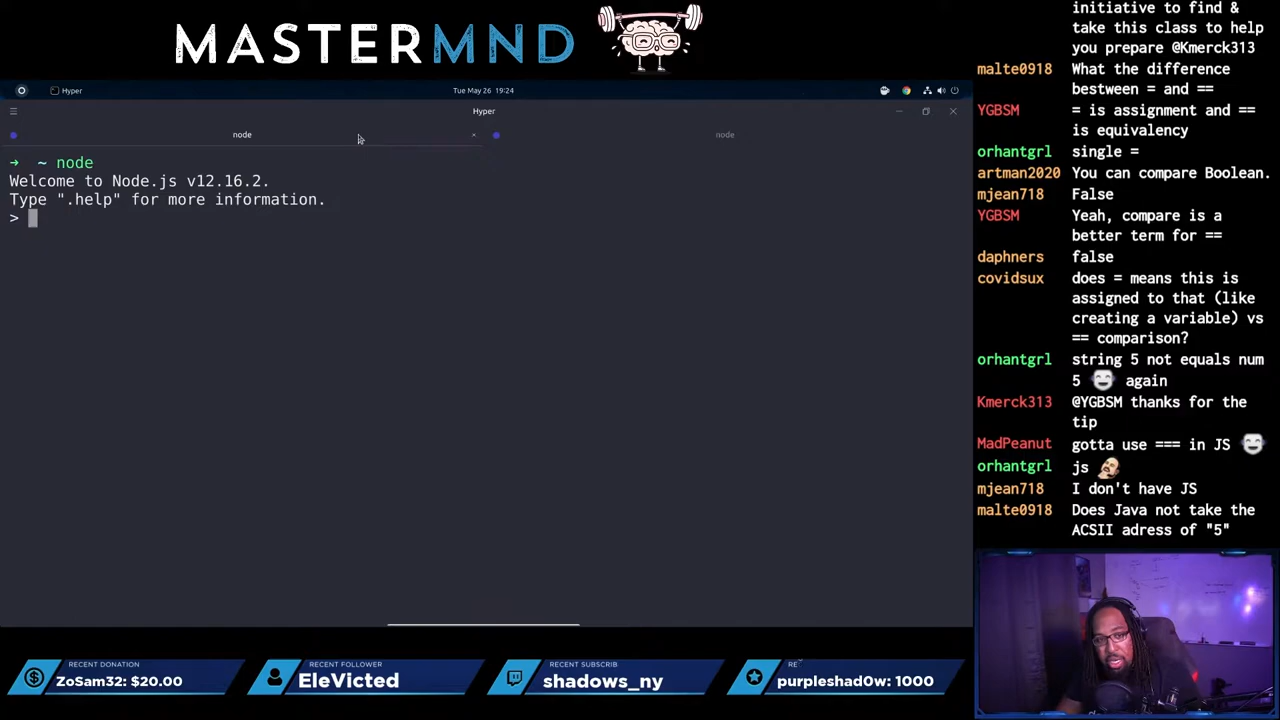 MASTERMND
Hyper
Tue May 26 19:24
Hyper
node
×
node
→ ~ node
Welcome to Node.js v12.16.2.
Type ".help" for more information.
>
initiative to find &
take this class to help
you prepare @Kmerck313
malte0918 What the difference
bestween = and ==
YGBSM = is assignment and ==
is equivalency
orhantgrl single =
artman2020 You can compare Boolean.
mjean718 False
YGBSM Yeah, compare is a
better term for ==
daphners false
covidsux does = means this is
assigned to that (like
creating a variable) vs
== comparison?
orhantgrl string 5 not equals num
5 again
Kmerck313 @YGBSM thanks for the
tip
MadPeanut gotta use === in JS
orhantgrl js
mjean718 I don't have JS
malte0918 Does Java not take the
ACSII adress of "5"
RECENT DONATION
ZoSam32: $20.00
RECENT FOLLOWER
EleVicted
RECENT SUBSCRIB
shadows_ny
RE
purpleshad0w: 1000